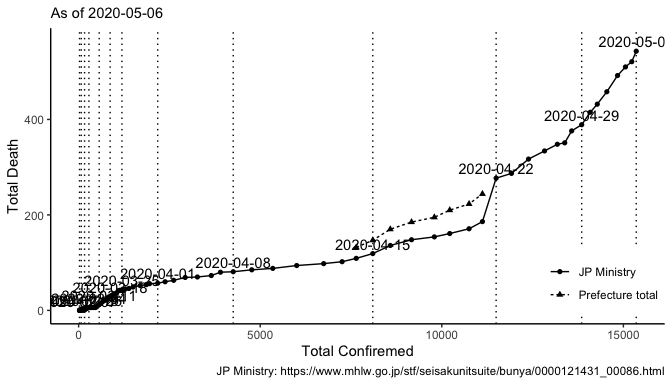 As of 2020-05-06
2020-05-0
2020-04-29
2020-04-22
2020-04-15
2020-04-08
2020-04-01
400
200
0
Total Death
JP Ministry
Prefecture total
0 5000 10000 15000
Total Confiremed
JP Ministry: https://www.mhlw.go.jp/stf/seisakunitsuite/bunya/0000121431_00086.html